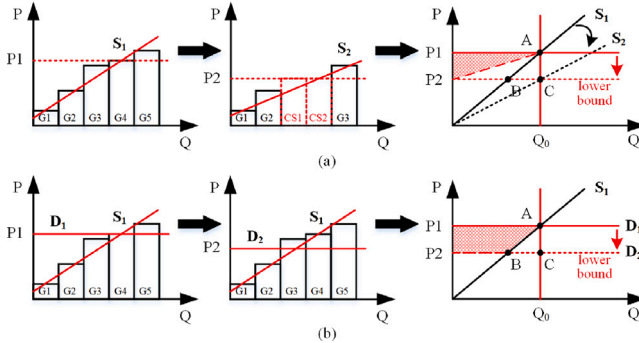 P S₁ P1 G1 G2 G3 G4 G5 Q
P S₂ P2 G1 G2 CS1 CS2 G3 Q
P S₁ S₂ A P1 P2 B C lower bound Q₀ Q
(a)
P D₁ S₁ P1 G1 G2 G3 G4 G5 Q
P D₂ S₁ P2 G1 G2 G3 G4 G5 Q
P S₁ A P1 D₁ P2 D₂ B C lower bound Q₀ Q
(b)